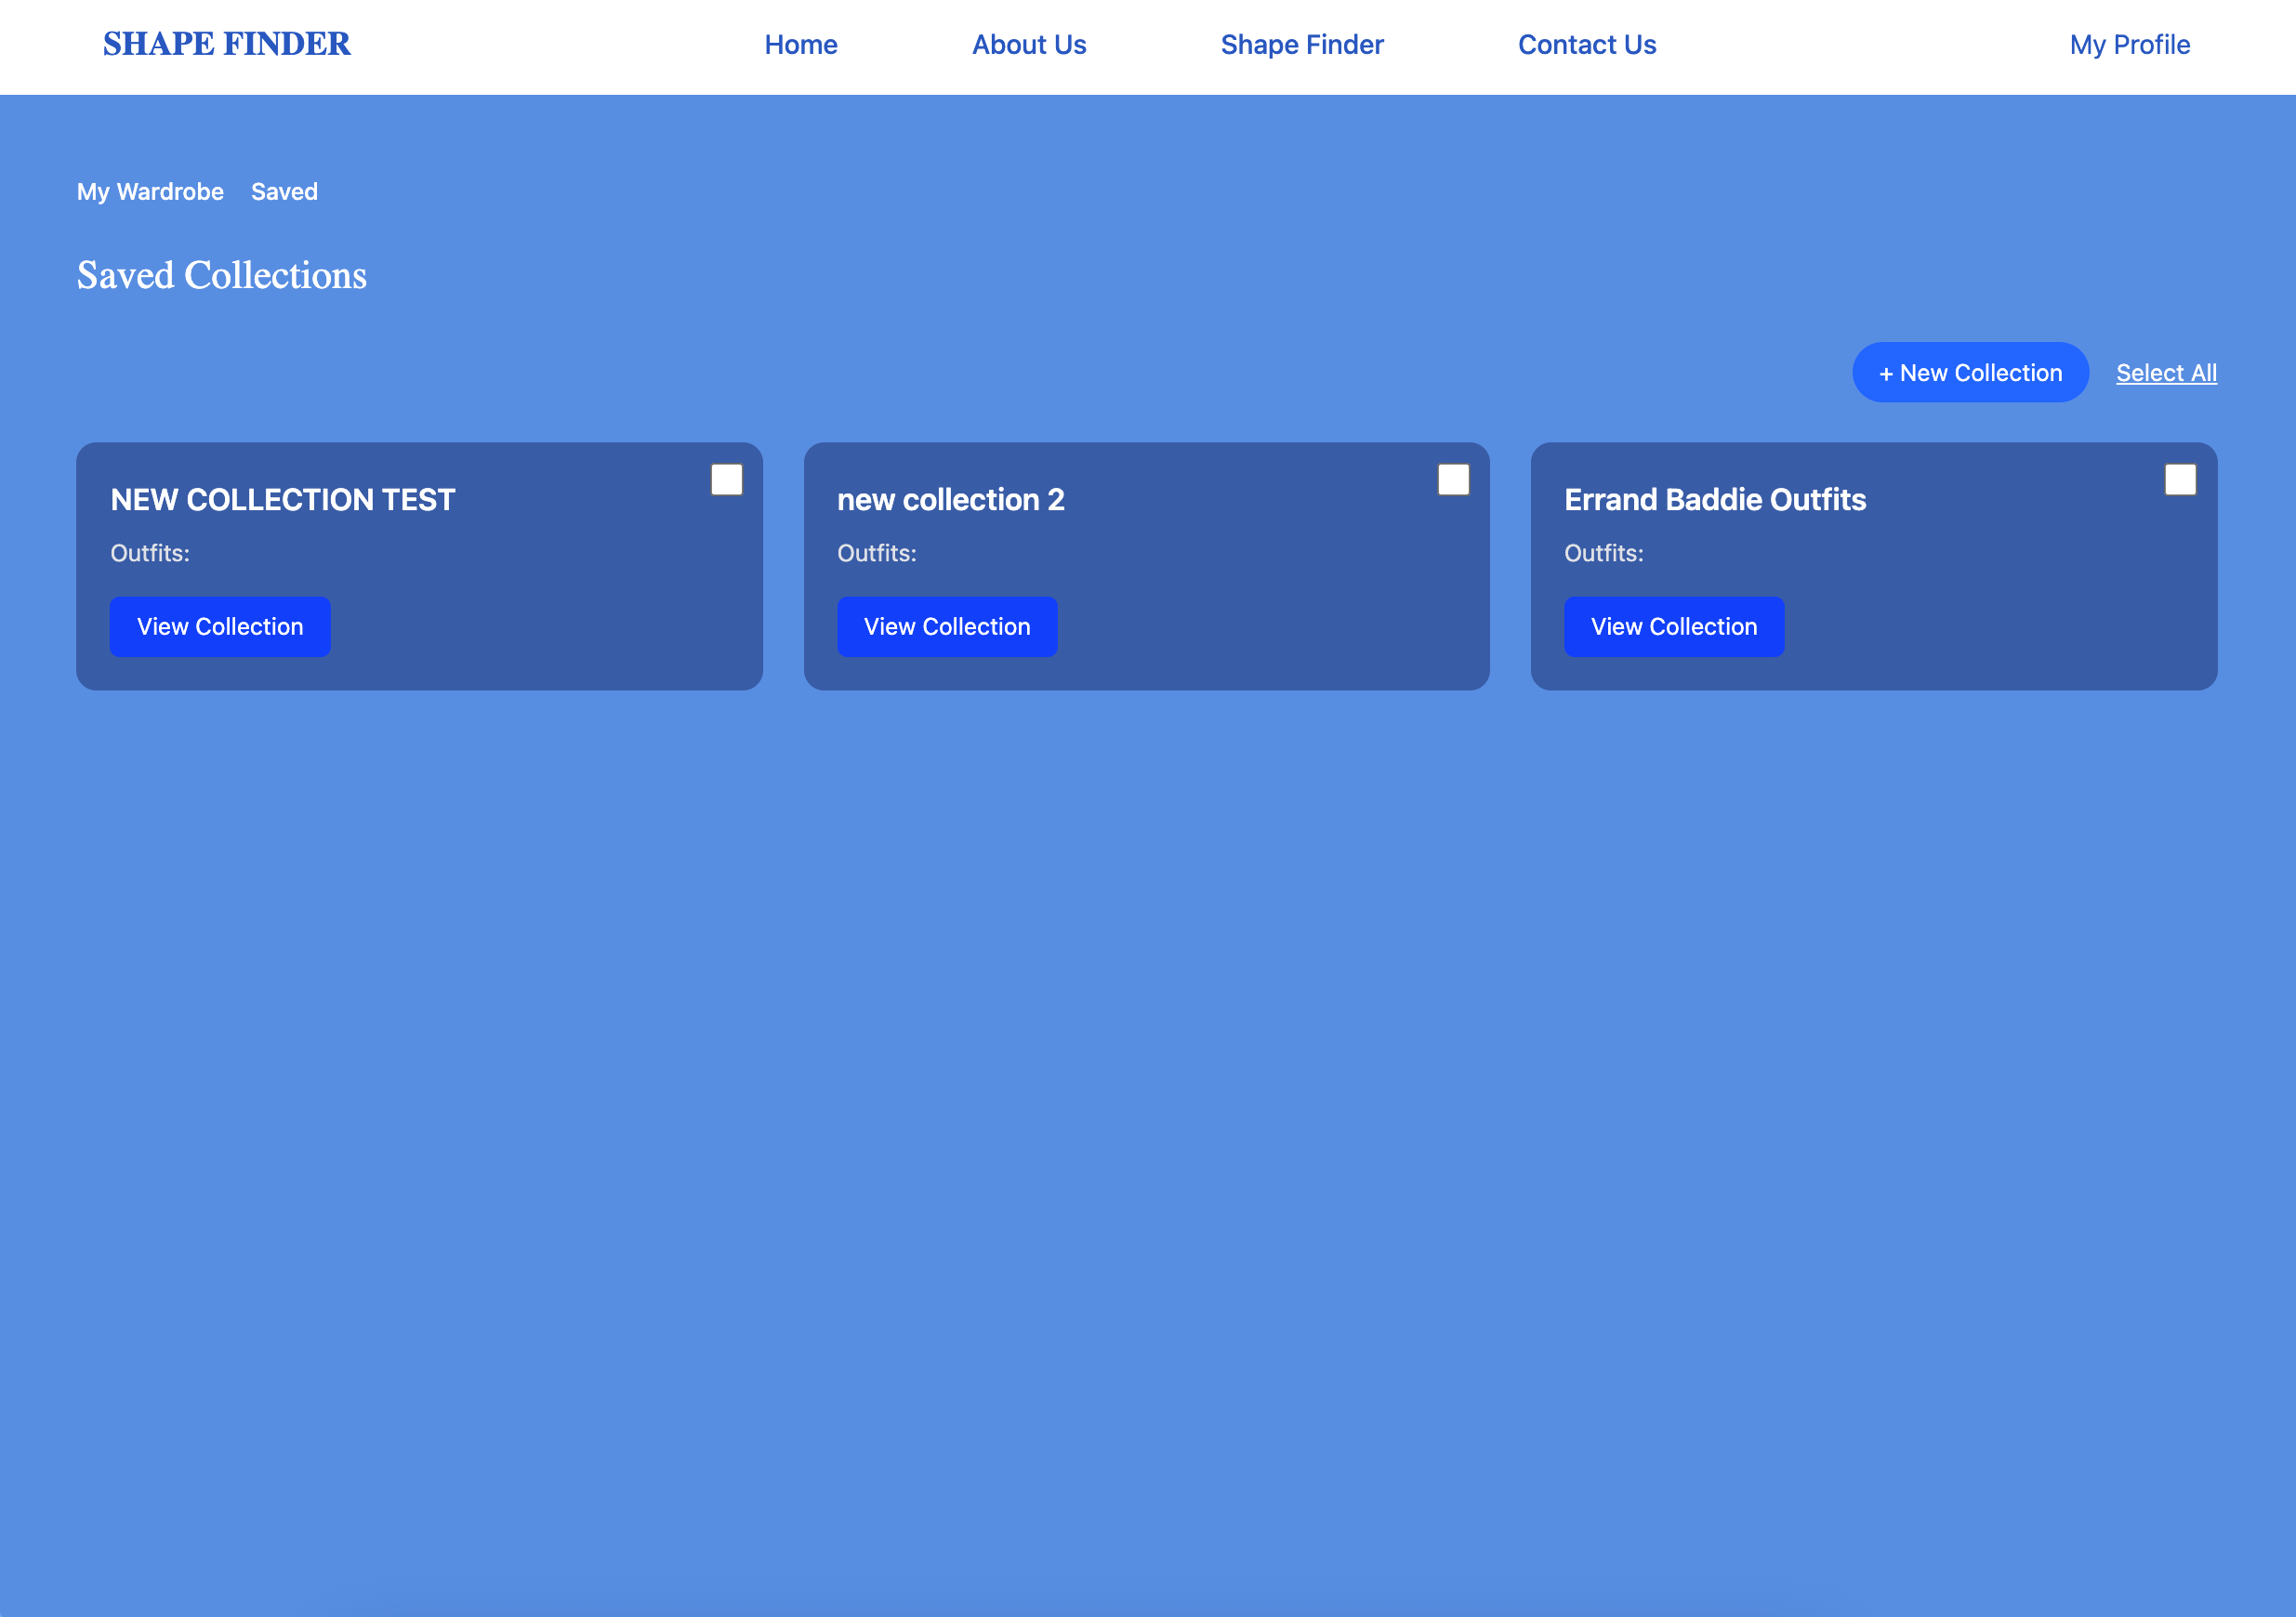 SHAPE FINDER
Home
About Us
Shape Finder
Contact Us
My Profile
My Wardrobe
Saved
Saved Collections
+ New Collection
Select All
NEW COLLECTION TEST
Outfits:
View Collection
new collection 2
Outfits:
View Collection
Errand Baddie Outfits
Outfits:
View Collection